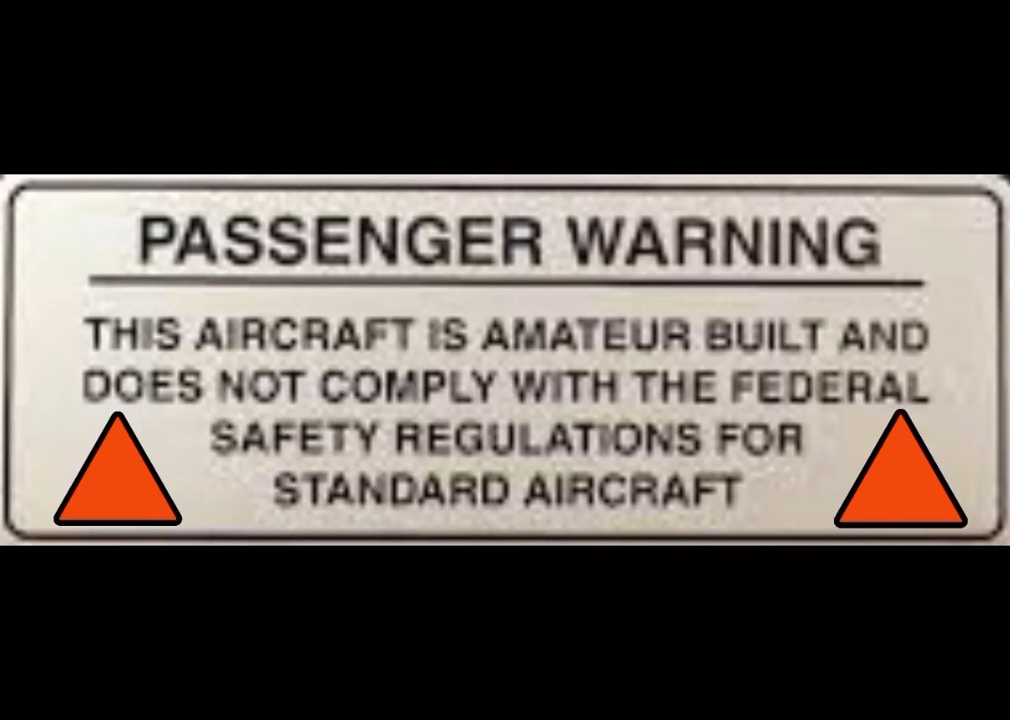 PASSENGER WARNING
THIS AIRCRAFT IS AMATEUR BUILT AND
DOES NOT COMPLY WITH THE FEDERAL
SAFETY REGULATIONS FOR
STANDARD AIRCRAFT